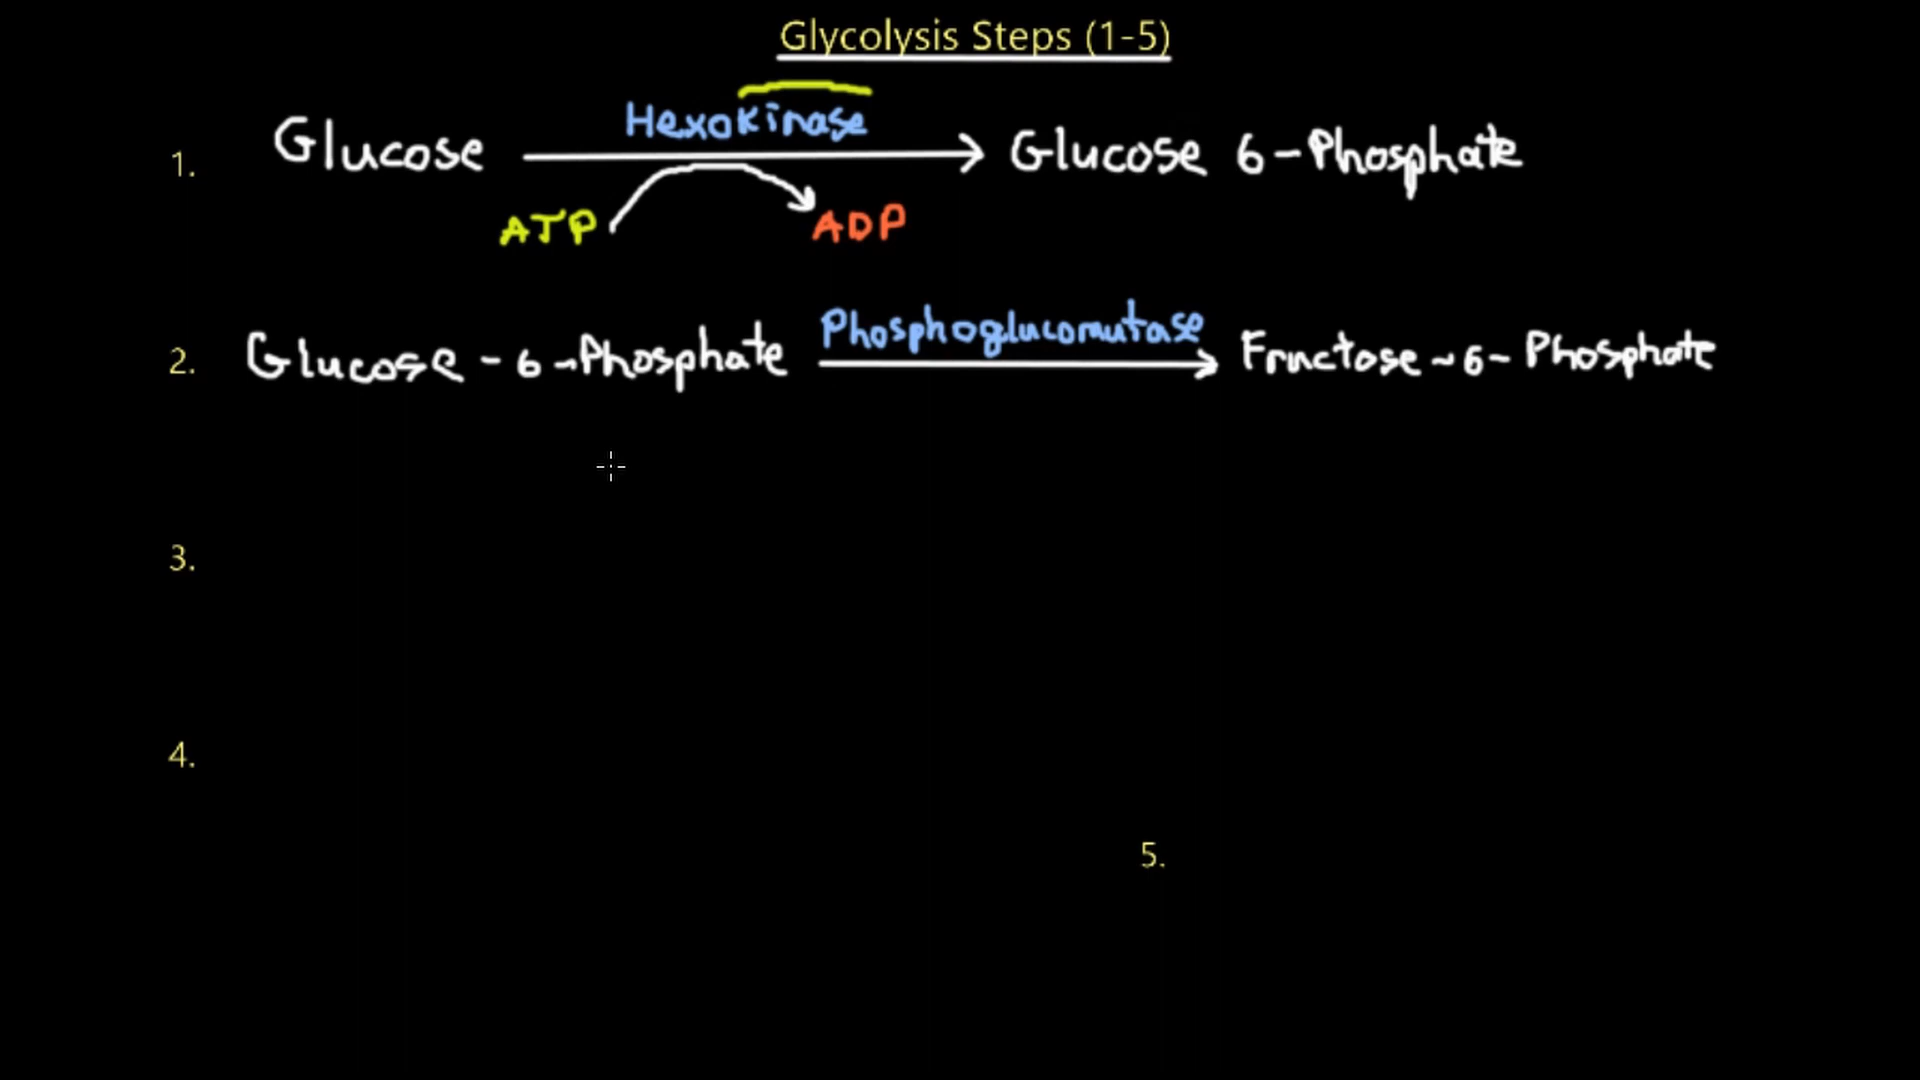 Glycolysis Steps (1-5)
1. Glucose Hexokinase Glucose 6-Phosphate
ATP ADP
2. Glucose-6-Phosphate Phosphoglucomutase Fructose-6-Phosphate
3.
4.
5.